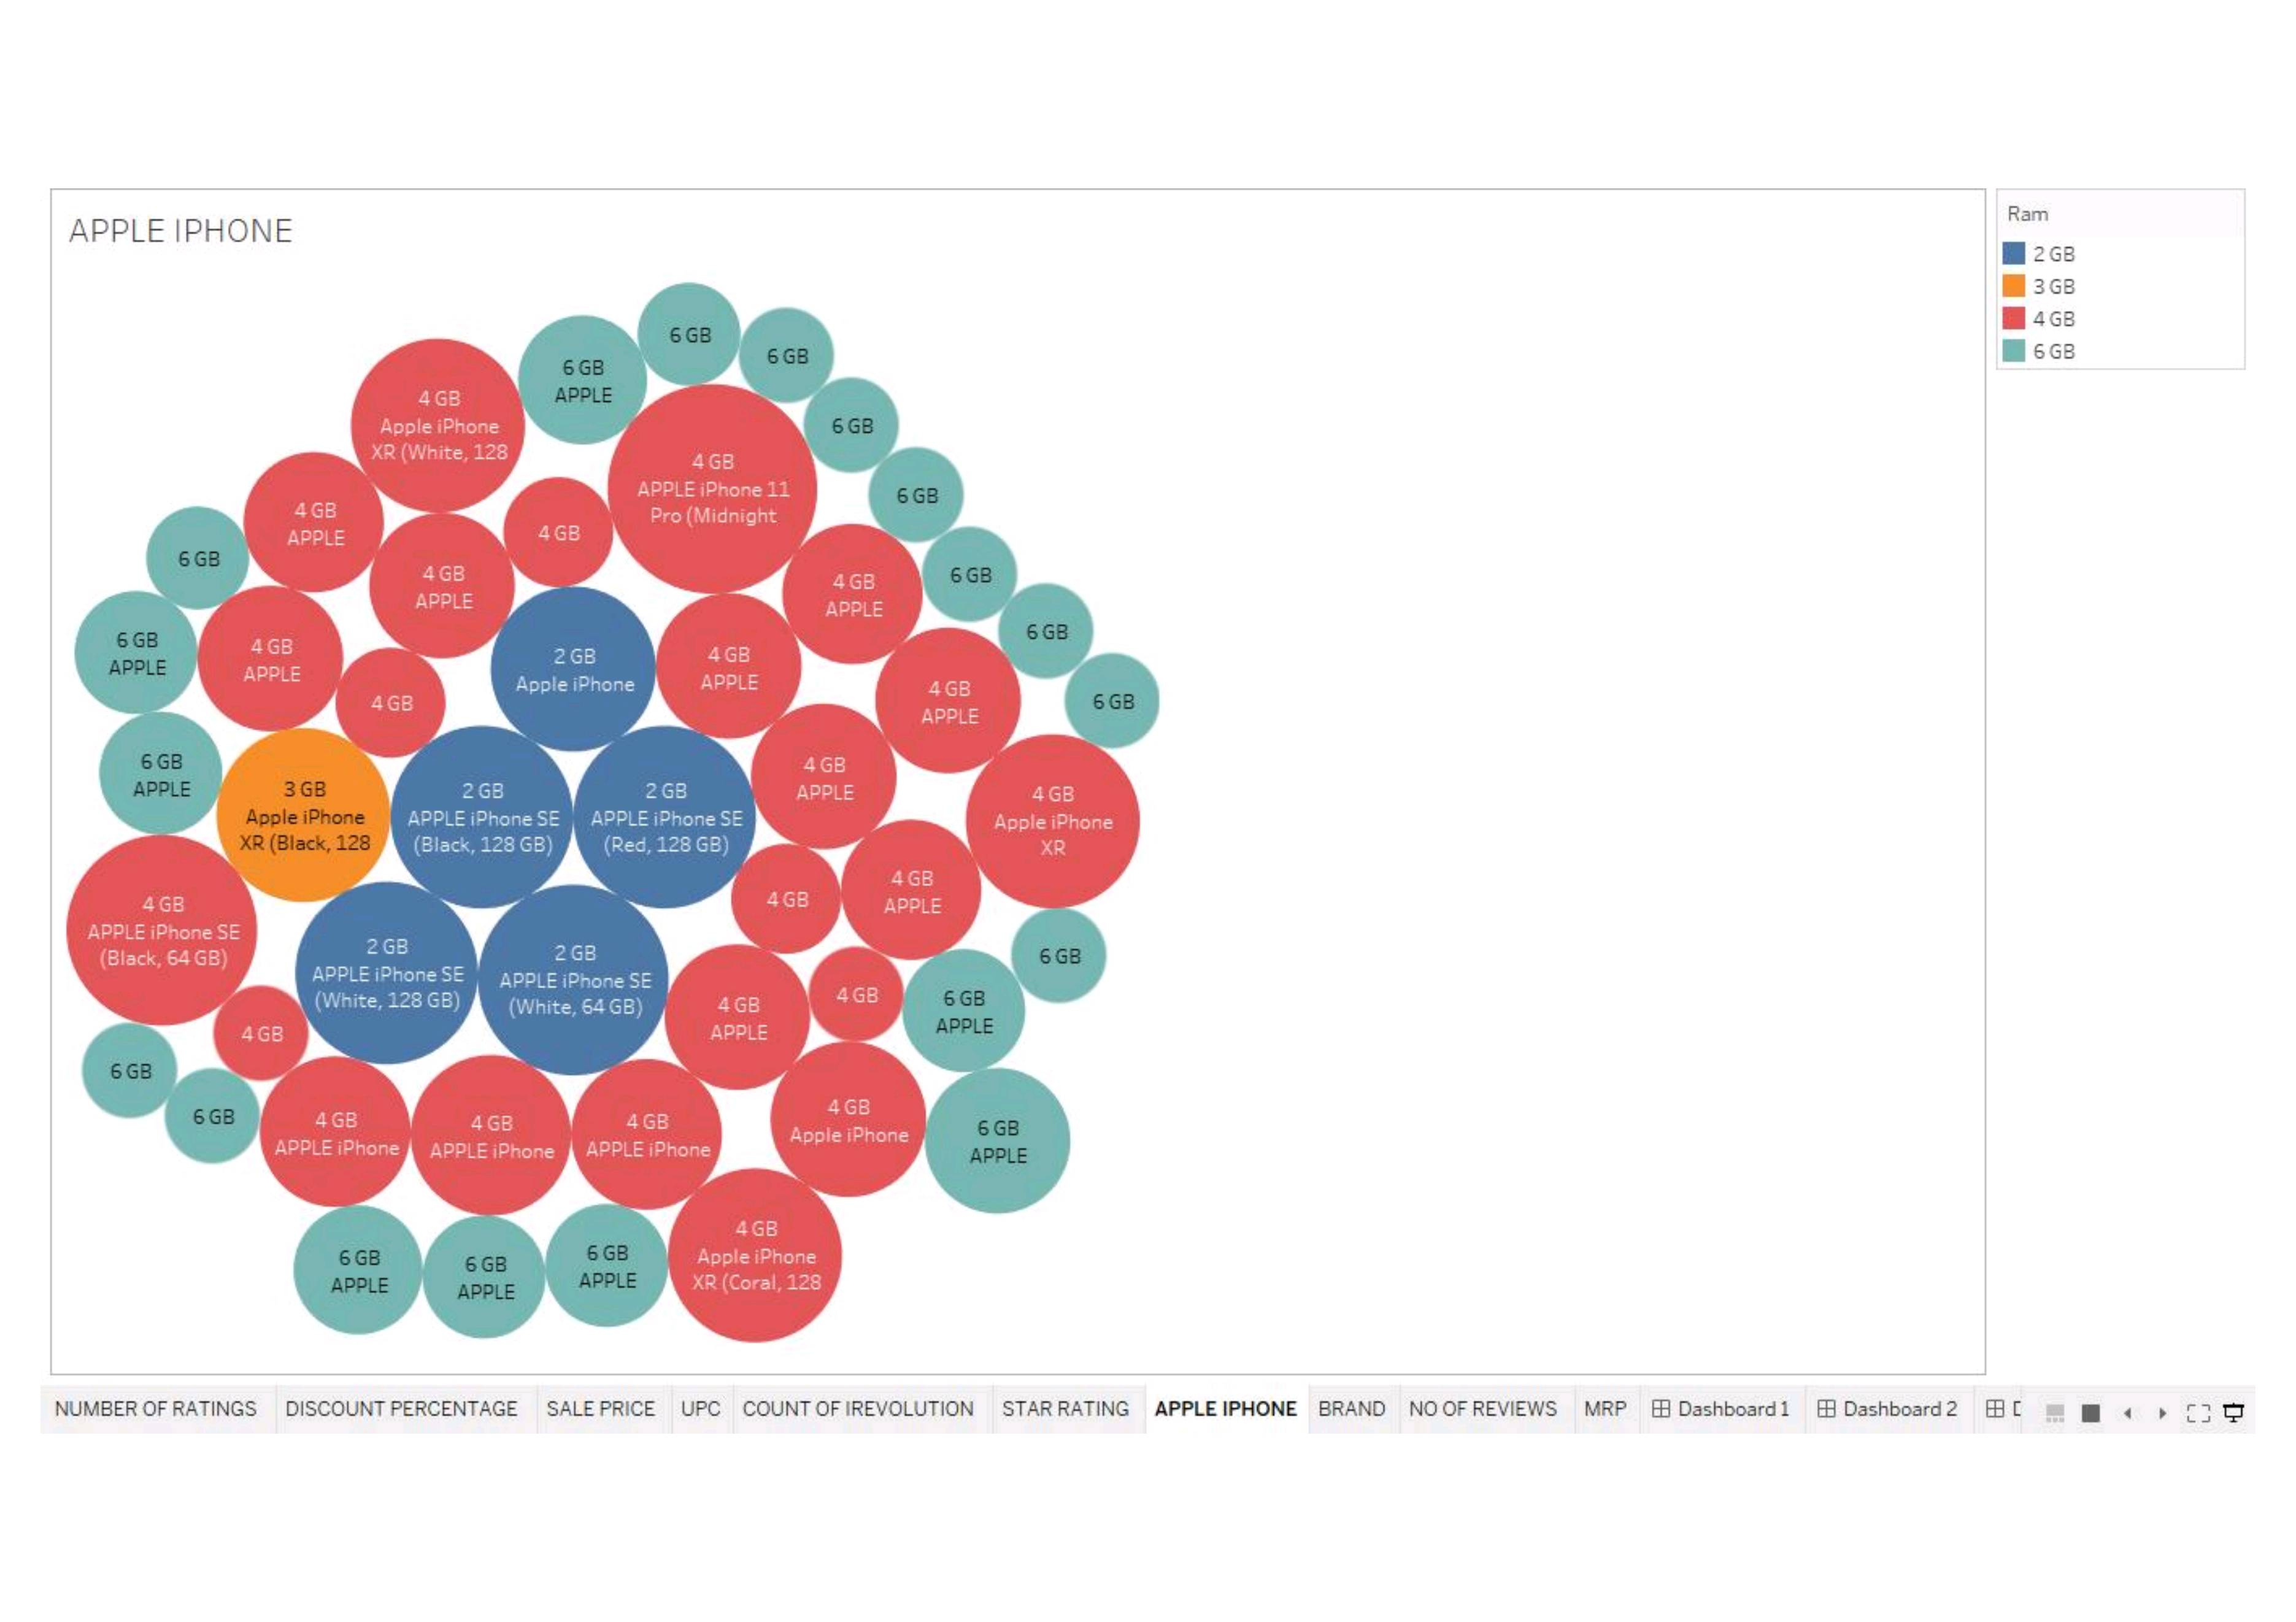 APPLE IPHONE
Ram
2 GB
3 GB
4 GB
6 GB
6 GB
6 GB
6 GB
APPLE
4 GB
Apple iPhone
XR (White, 128
6 GB
4 GB
APPLE iPhone 11
Pro (Midnight
6 GB
4 GB
APPLE
4 GB
6 GB
4 GB
APPLE
4 GB
APPLE
6 GB
6 GB
6 GB
APPLE
4 GB
APPLE
2 GB
Apple iPhone
4 GB
APPLE
4 GB
APPLE
6 GB
4 GB
6 GB
APPLE
3 GB
Apple iPhone
XR (Black, 128
2 GB
APPLE iPhone SE
(Black, 128 GB)
2 GB
APPLE iPhone SE
(Red, 128 GB)
4 GB
APPLE
4 GB
Apple iPhone
XR
4 GB
APPLE iPhone SE
(Black, 64 GB)
4 GB
4 GB
APPLE
2 GB
APPLE iPhone SE
(White, 128 GB)
2 GB
APPLE iPhone SE
(White, 64 GB)
6 GB
4 GB
APPLE
4 GB
6 GB
APPLE
4 GB
6 GB
6 GB
4 GB
APPLE iPhone
4 GB
APPLE iPhone
4 GB
APPLE iPhone
4 GB
Apple iPhone
6 GB
APPLE
6 GB
APPLE
6 GB
APPLE
6 GB
APPLE
4 GB
Apple iPhone
XR (Coral, 128
NUMBER OF RATINGS DISCOUNT PERCENTAGE SALE PRICE UPC COUNT OF IREVOLUTION STAR RATING APPLE IPHONE BRAND NO OF REVIEWS MRP Dashboard 1 Dashboard 2